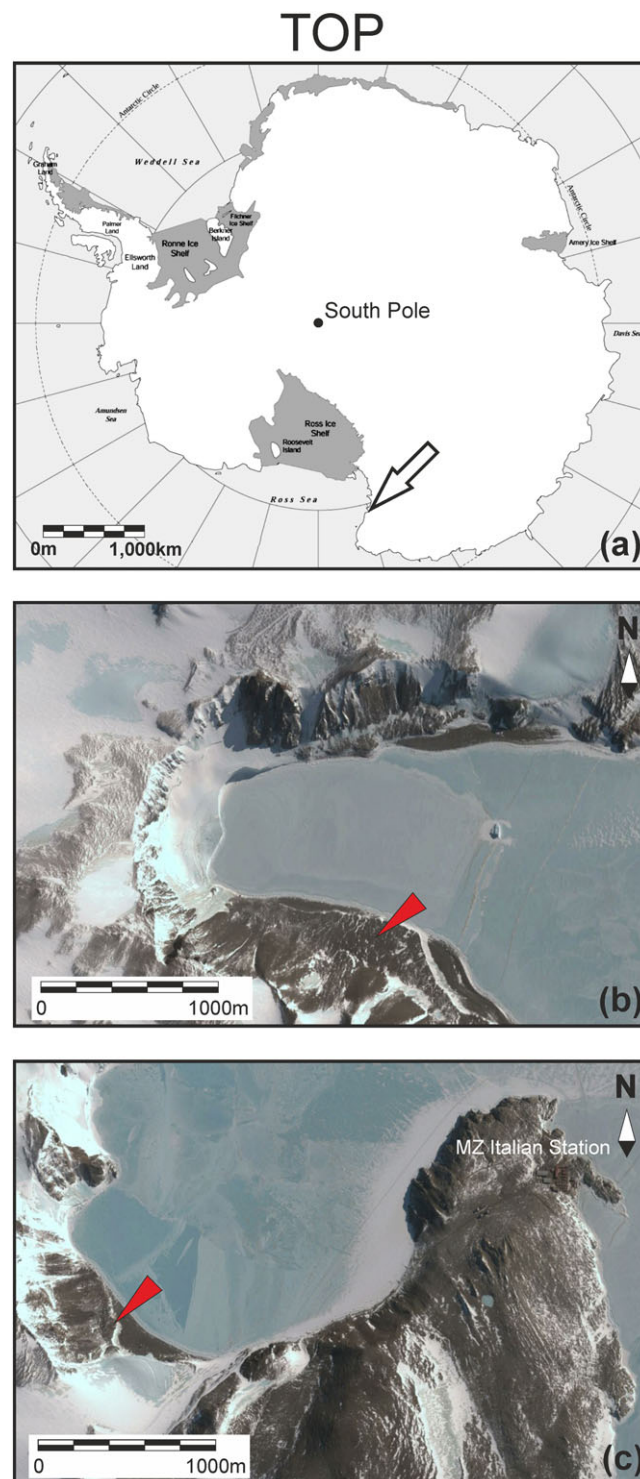 TOP
Antarctic Circle
Weddell Sea
Graham
Land
Palmer
Land
Ellsworth
Land
Ronne Ice
Shelf
Berkner
Island
Filchner
Ice Shelf
Antarctic Circle
Amery Ice Shelf
South Pole
Davis Sea
Amundsen
Sea
Ross Ice
Shelf
Roosevelt
Island
Ross Sea
0m 1,000km
(a)
N
0 1000m
(b)
N
MZ Italian Station
0 1000m
(c)